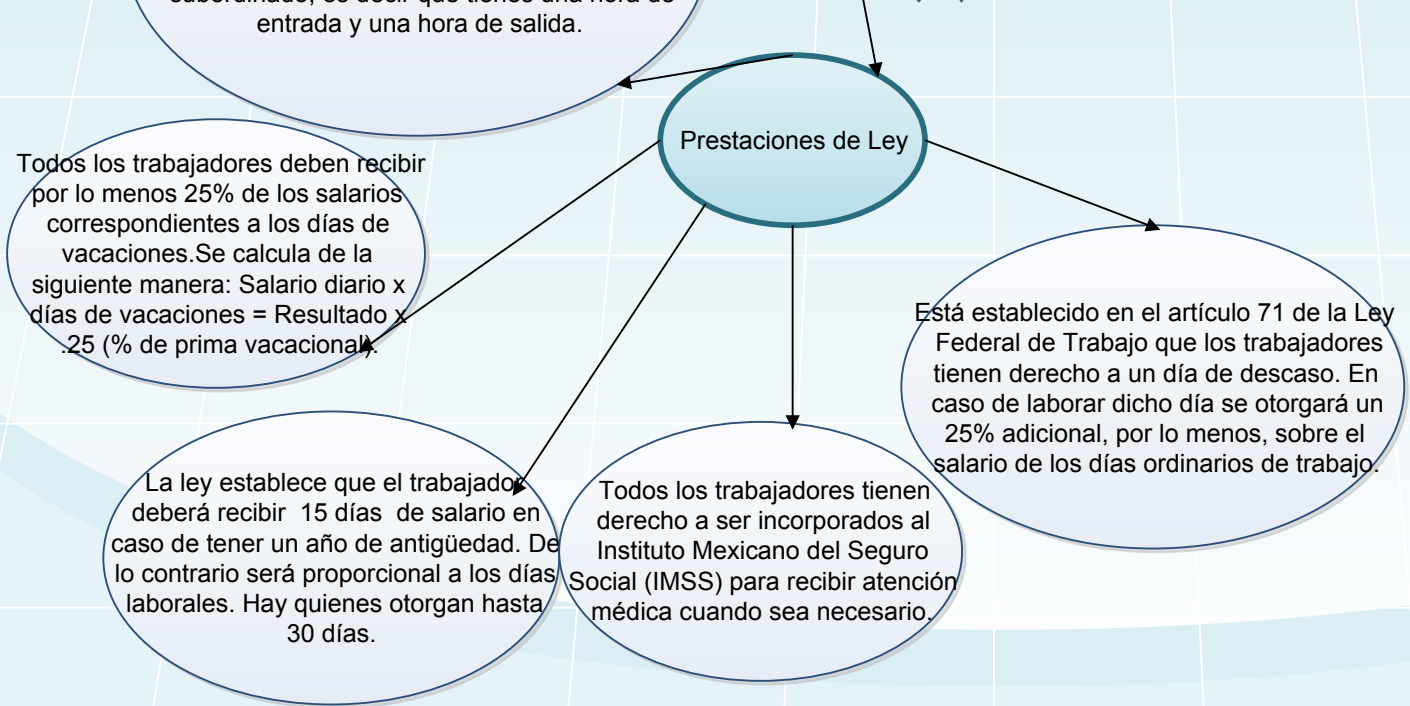 subordinado, es decir que tienes una hora de
entrada y una hora de salida.
Prestaciones de Ley
Todos los trabajadores deben recibir
por lo menos 25% de los salarios
correspondientes a los días de
vacaciones.Se calcula de la
siguiente manera: Salario diario x
días de vacaciones = Resultado x
.25 (% de prima vacacional).
Está establecido en el artículo 71 de la Ley
Federal de Trabajo que los trabajadores
tienen derecho a un día de descaso. En
caso de laborar dicho día se otorgará un
25% adicional, por lo menos, sobre el
salario de los días ordinarios de trabajo.
La ley establece que el trabajador
deberá recibir 15 días de salario en
caso de tener un año de antigüedad. De
lo contrario será proporcional a los días
laborales. Hay quienes otorgan hasta
30 días.
Todos los trabajadores tienen
derecho a ser incorporados al
Instituto Mexicano del Seguro
Social (IMSS) para recibir atención
médica cuando sea necesario.